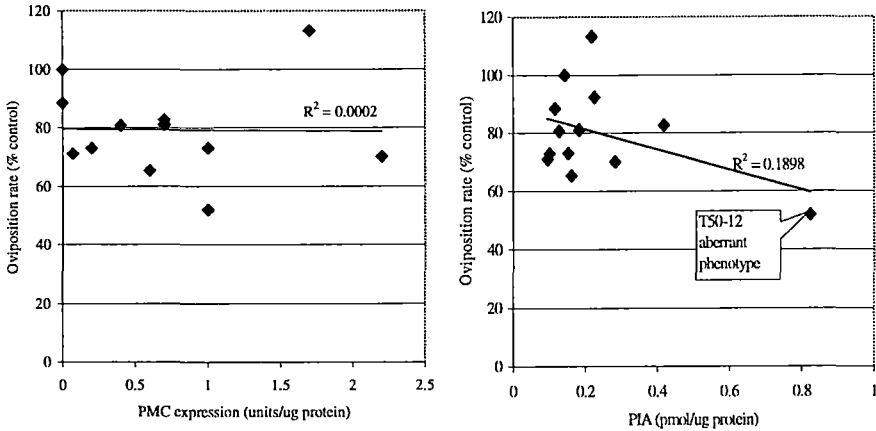 120
100
80
60
40
20
0
Oviposition rate (% control)
R² = 0.0002
0 0.5 1 1.5 2 2.5
PMC expression (units/ug protein)
120
100
80
60
40
20
0
Oviposition rate (% control)
R² = 0.1898
T50-12
aberrant
phenotype
0 0.2 0.4 0.6 0.8 1
PIA (pmol/ug protein)